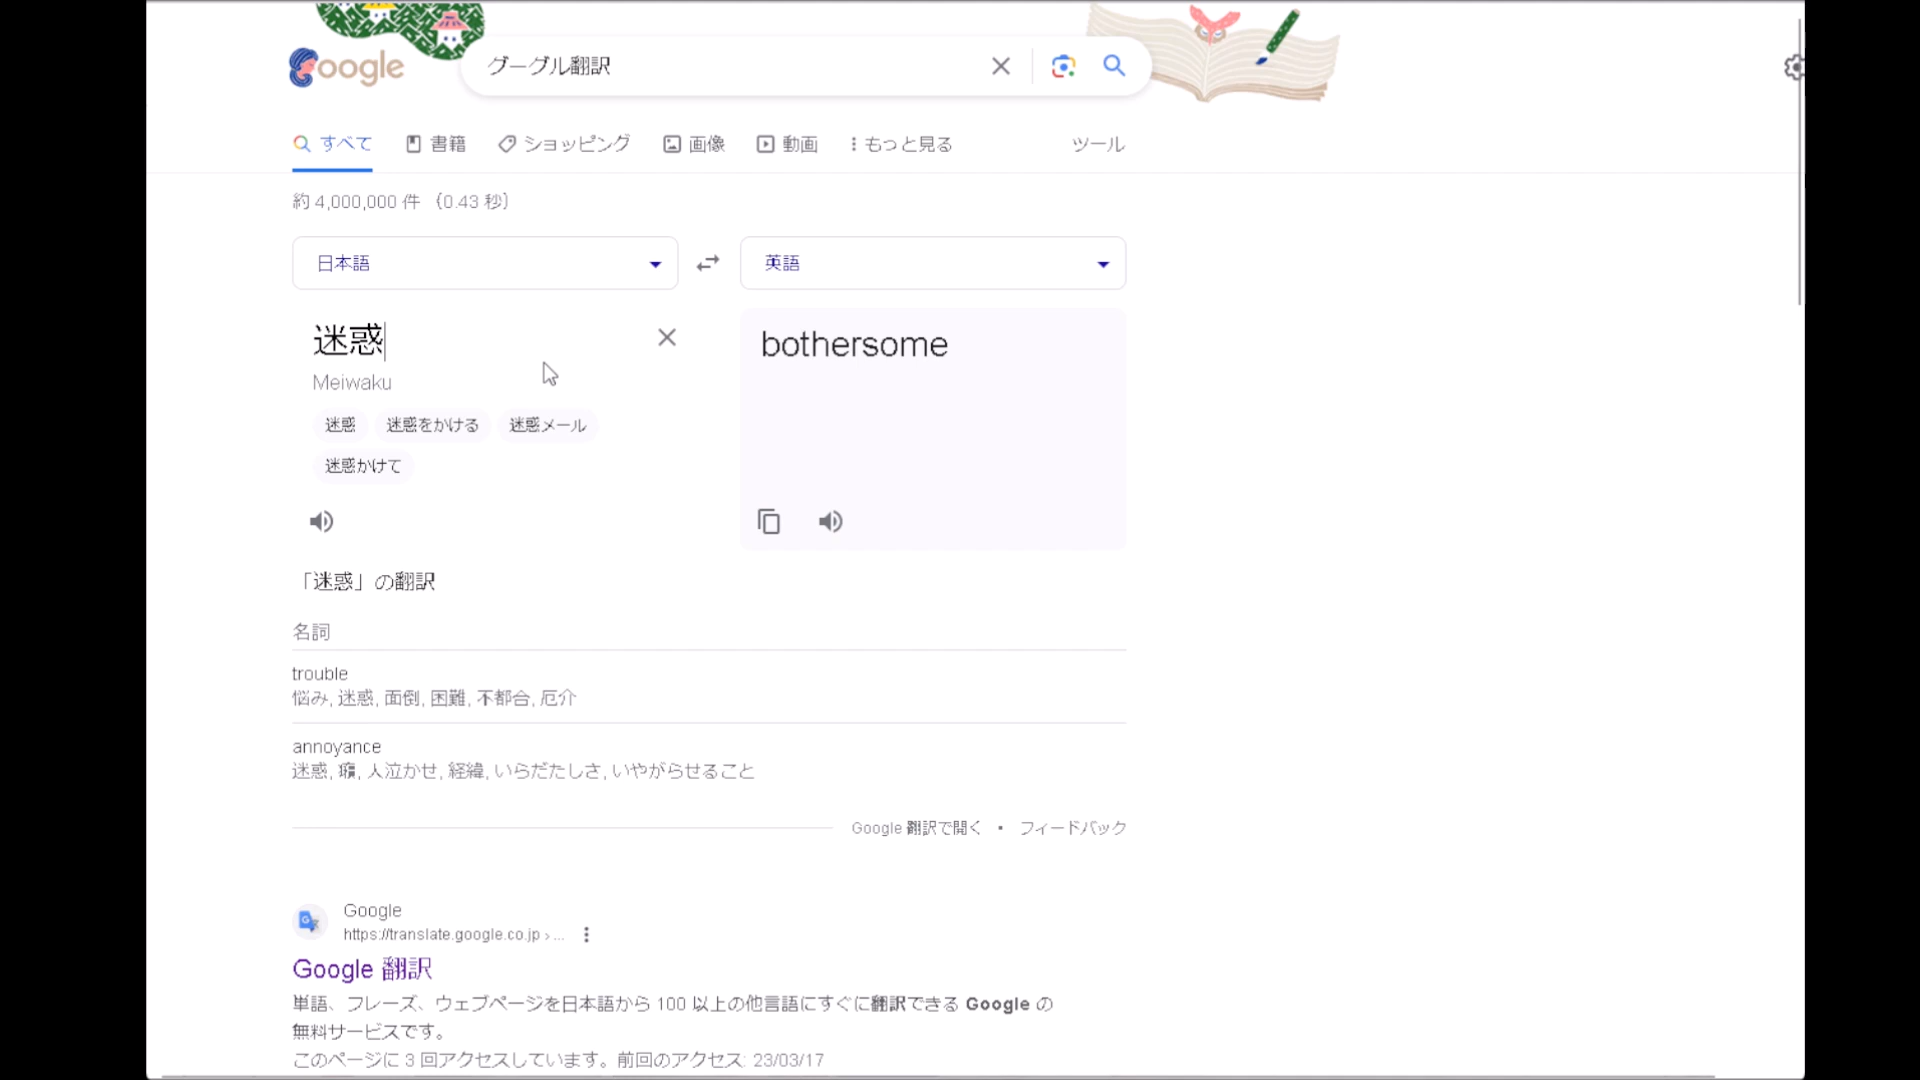 Google
グーグル翻訳
すべて 書籍 ショッピング 画像 動画 もっと見る ツール
約 4,000,000 件 (0.43 秒)
日本語
英語
迷惑
Meiwaku
迷惑 迷惑をかける 迷惑メール
迷惑かけて
bothersome
「迷惑」の翻訳
名詞
trouble
悩み, 迷惑, 面倒, 困難, 不都合, 厄介
annoyance
迷惑, 癪, 人泣かせ, 経緯, いらだたしさ, いやがらせること
Google 翻訳で開く • フィードバック
Google
https://translate.google.co.jp › ...
Google 翻訳
単語、フレーズ、ウェブページを日本語から 100 以上の他言語にすぐに翻訳できる Google の
無料サービスです。
このページに 3 回アクセスしています。前回のアクセス: 23/03/17